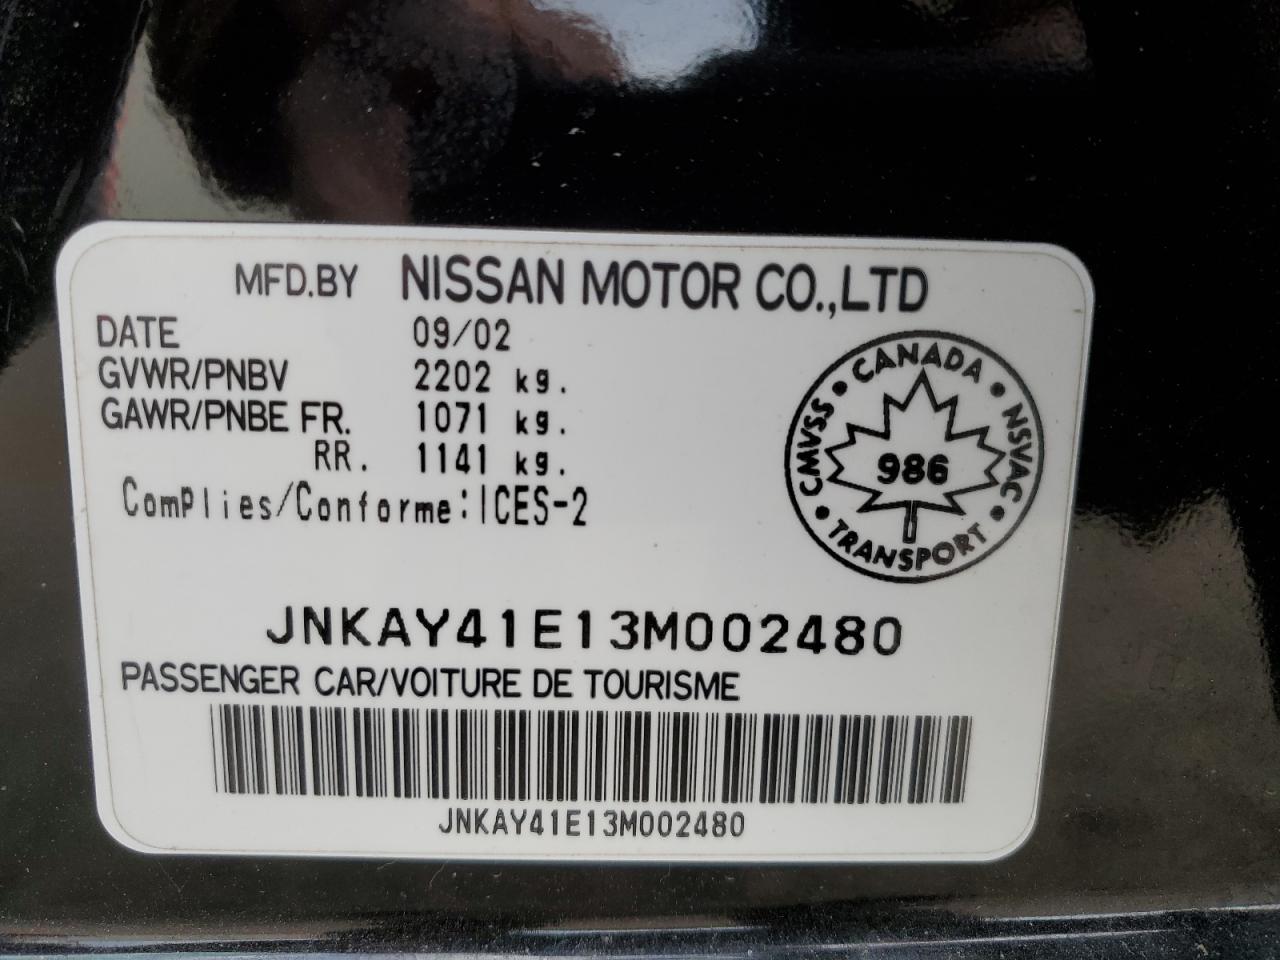 MFD.BY NISSAN MOTOR CO.,LTD
DATE 09/02
GVWR/PNBV 2202 kg.
GAWR/PNBE FR. 1071 kg.
RR. 1141 kg.
ComPlies/Conforme:ICES-2
CANADA
CMVSS • NSVAC
986
TRANSPORT
JNKAY41E13M002480
PASSENGER CAR/VOITURE DE TOURISME
JNKAY41E13M002480